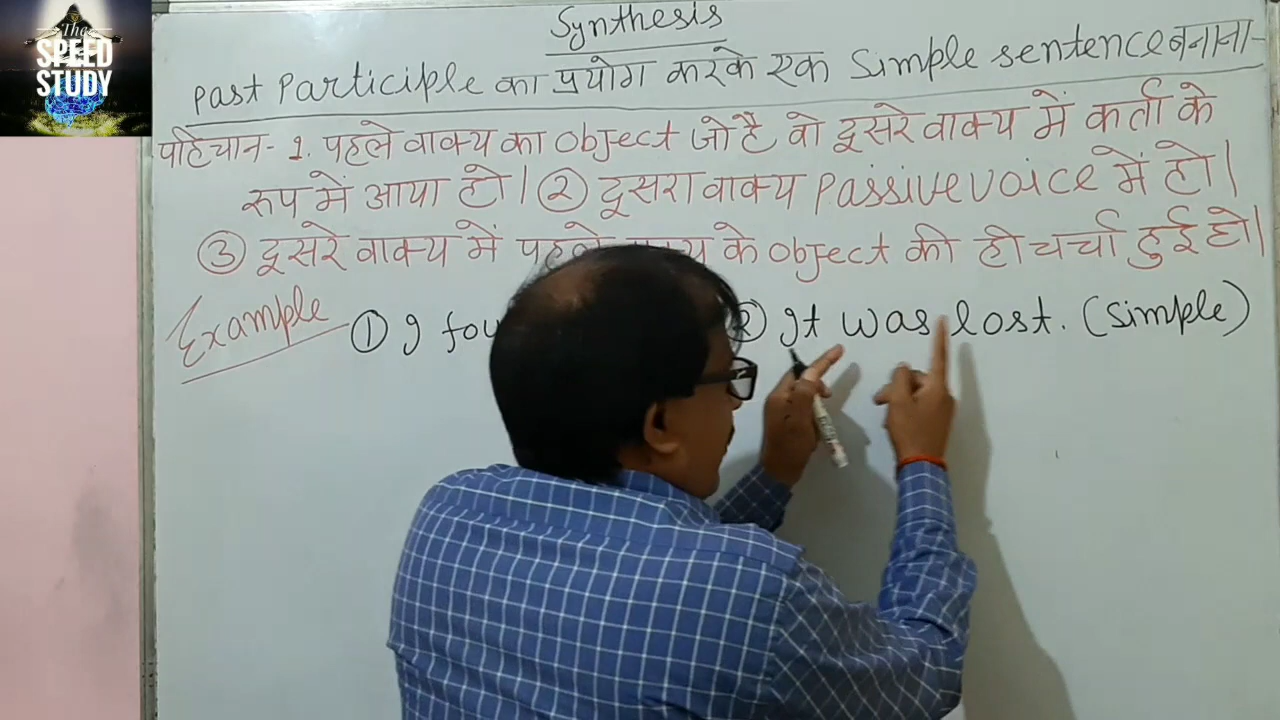 The
SPEED
STUDY
Synthesis
Past Participle का प्रयोग करके एक Simple sentence बनाना-
पहिचान- 1. पहले वाक्य का object जो है वो दूसरे वाक्य में कर्ता के
रूप में आया हो। ② दूसरा वाक्य passive voice में हो।
③ दूसरे वाक्य में पहले के object की ही चर्चा हुई हो।
Example ① I ② It was lost. (Simple)